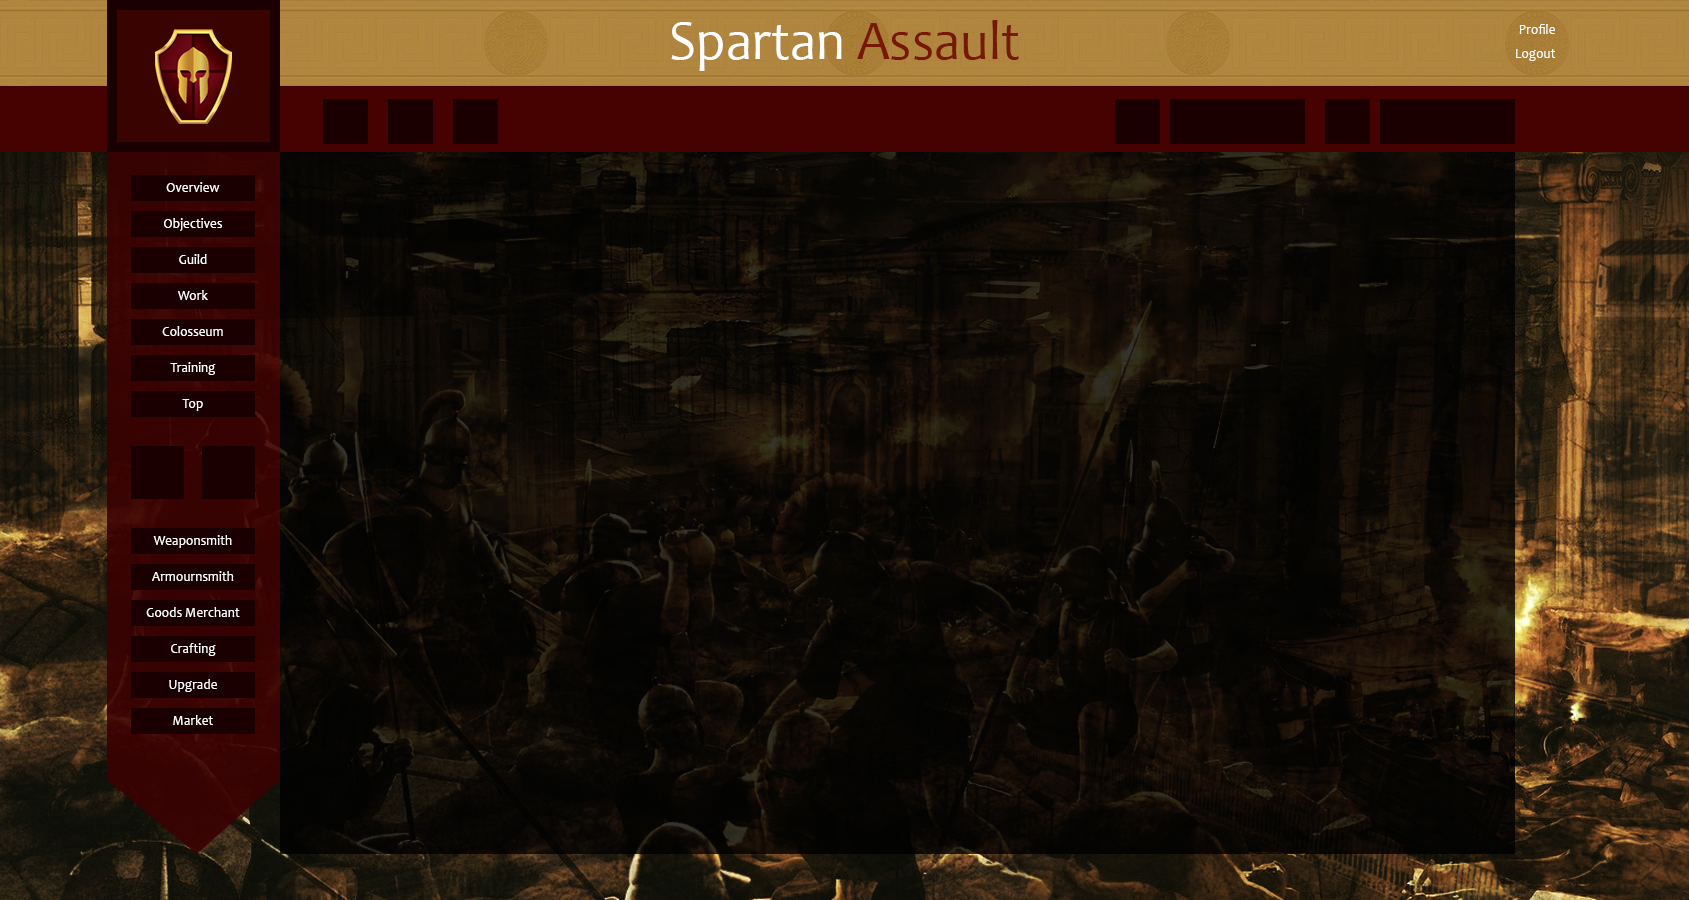 Spartan Assault
Profile
Logout
Overview
Objectives
Guild
Work
Colosseum
Training
Top
Weaponsmith
Armournsmith
Goods Merchant
Crafting
Upgrade
Market